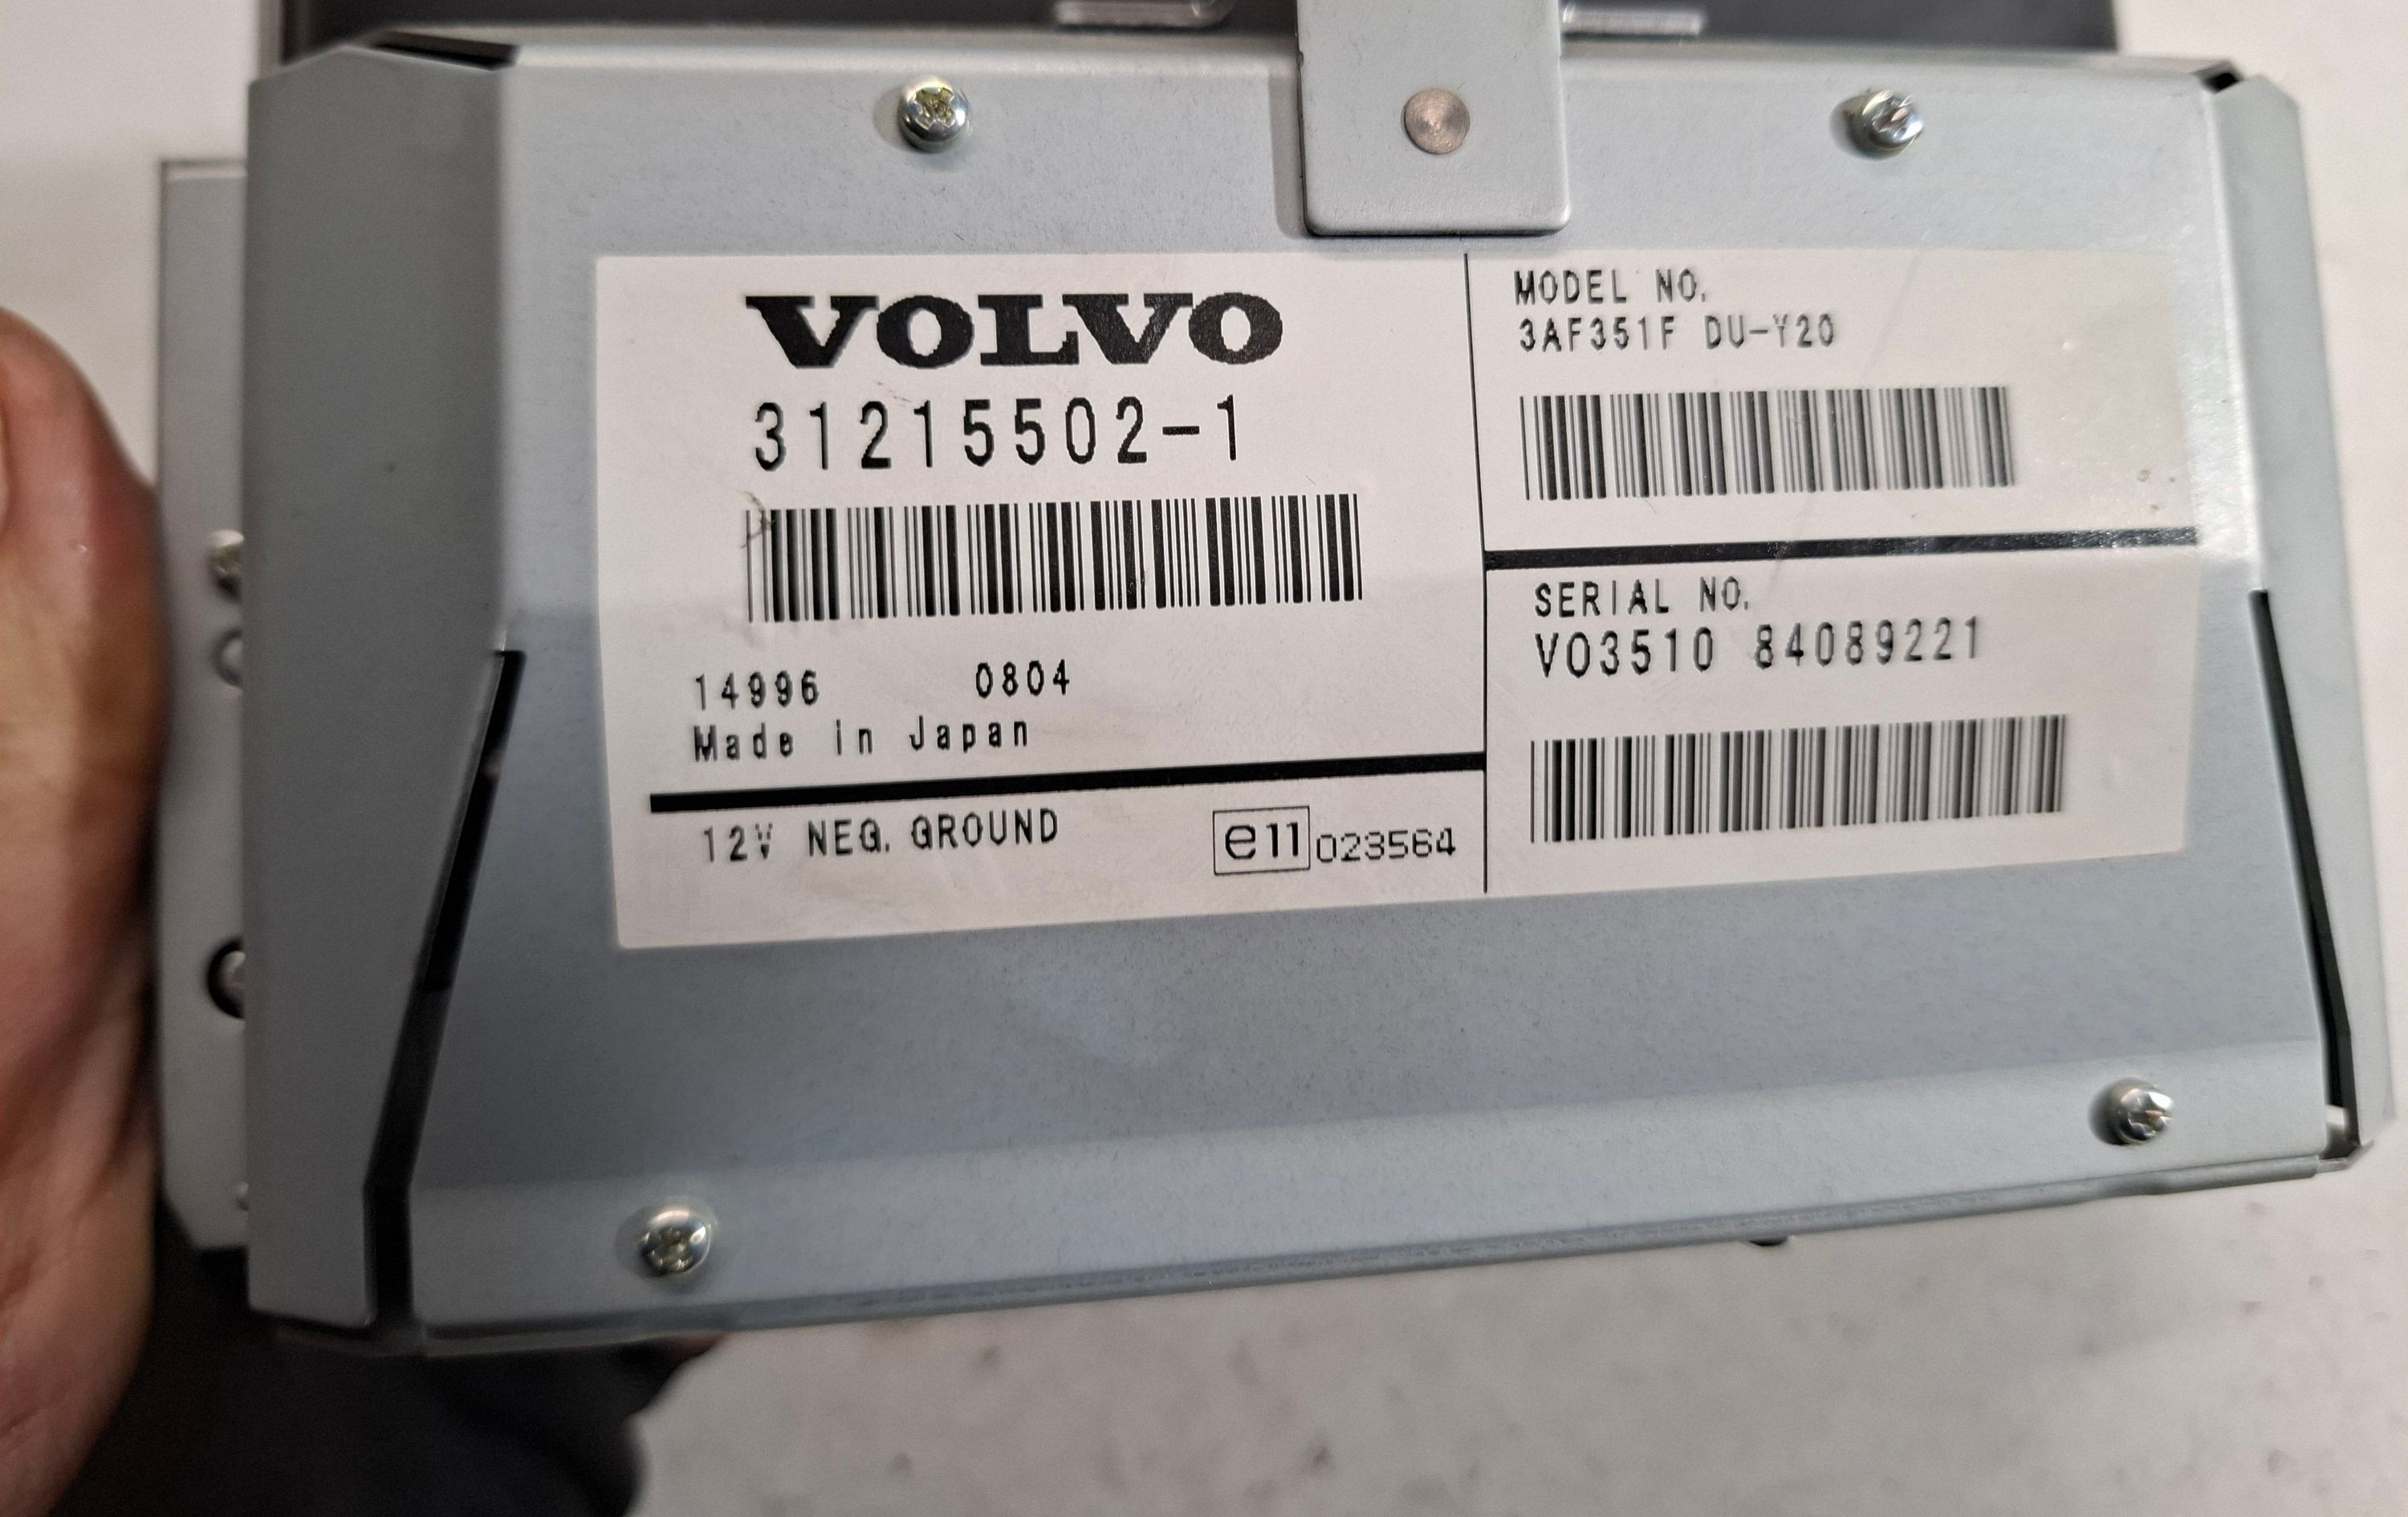 VOLVO
31215502-1
14996 0804
Made in Japan
12V NEG. GROUND
e11 023564
MODEL NO.
3AF351F DU-Y20
SERIAL NO.
VO3510 84089221